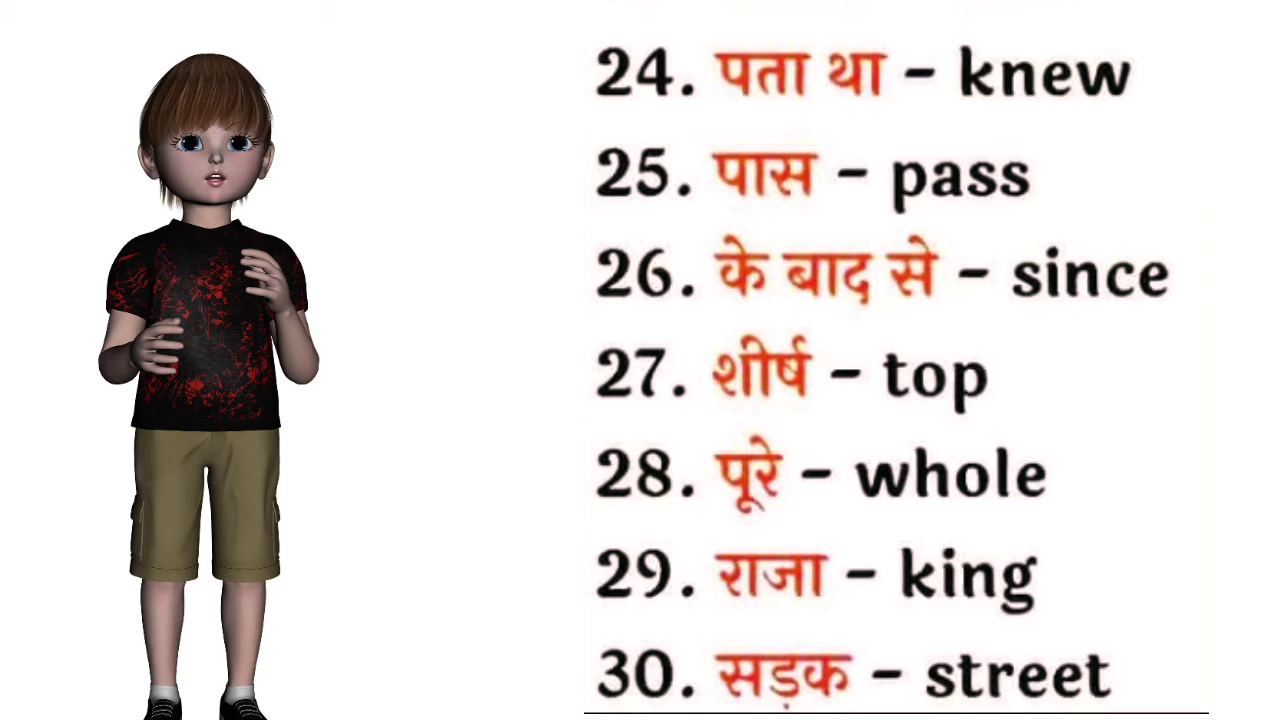 24. पता था – knew
25. पास – pass
26. के बाद से – since
27. शीर्ष – top
28. पूरे – whole
29. राजा – king
30. सड़क – street